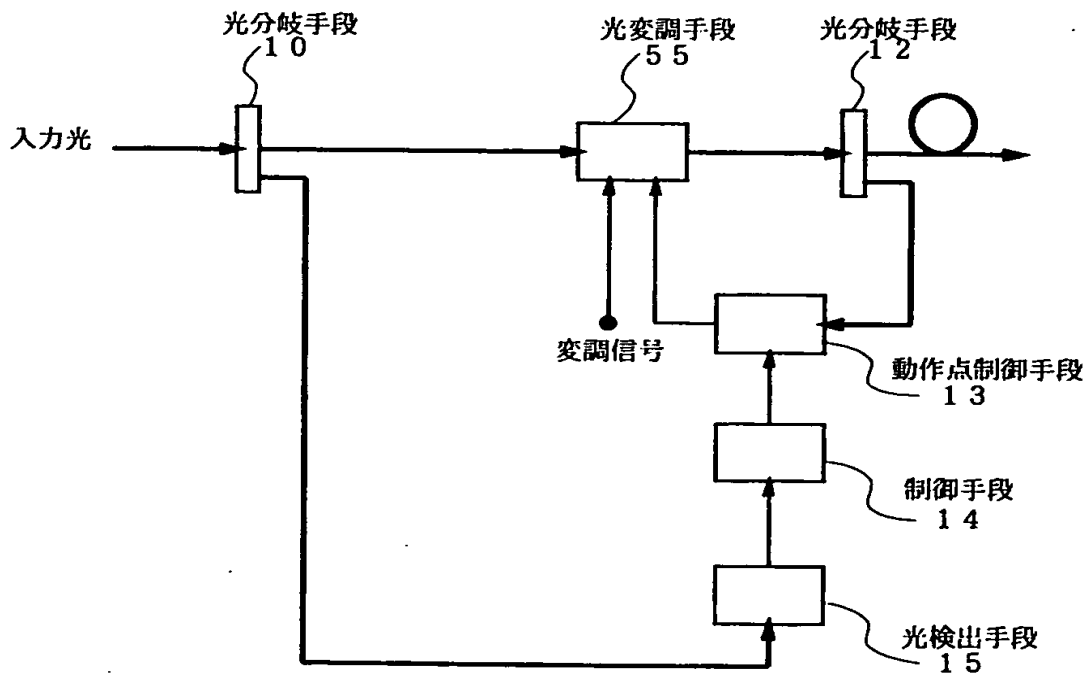 光分岐手段
１０
光変調手段
５５
光分岐手段
１２
入力光
変調信号
動作点制御手段
１３
制御手段
１４
光検出手段
１５